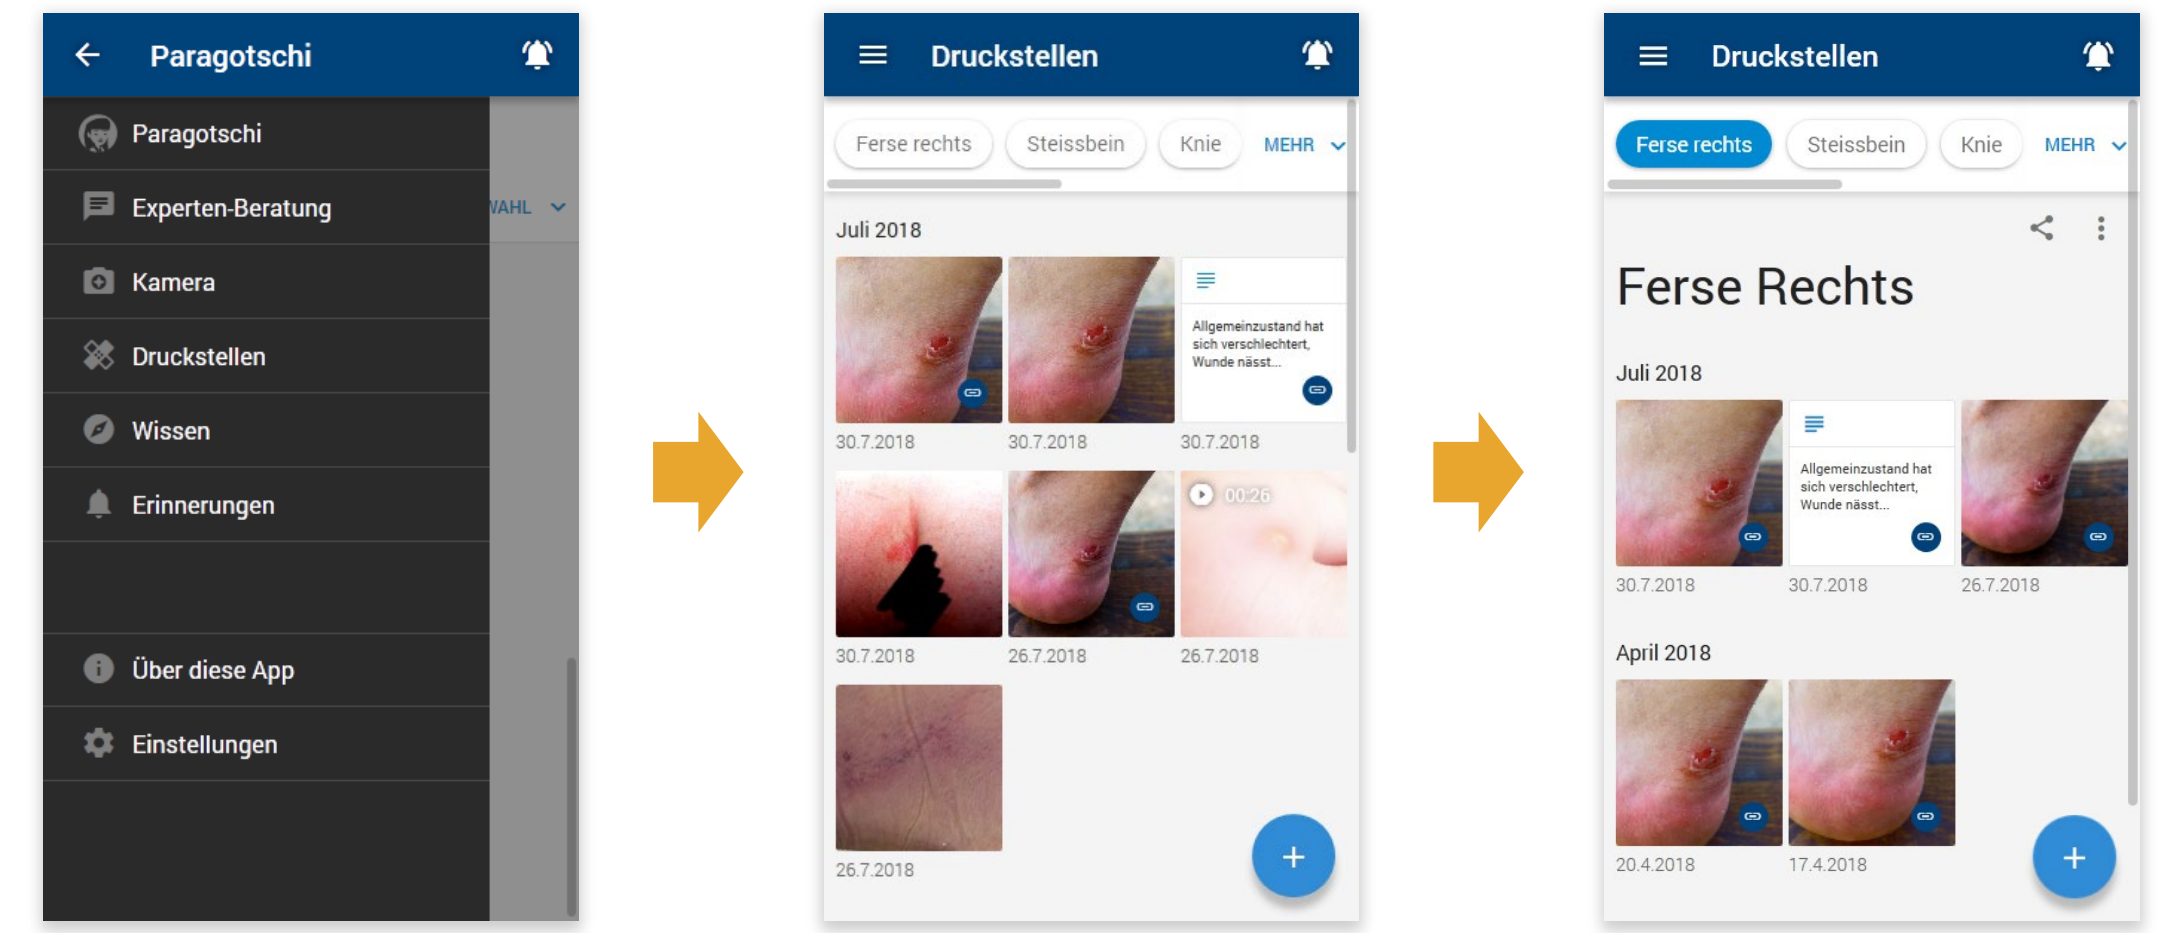 Paragotschi
Paragotschi
Experten-Beratung
WAHL
Kamera
Druckstellen
Wissen
Erinnerungen
Über diese App
Einstellungen
Druckstellen
Ferse rechts Steissbein Knie MEHR
Juli 2018
Allgemeinzustand hat
sich verschlechtert,
Wunde nässt...
30.7.2018 30.7.2018 30.7.2018
00:26
30.7.2018 26.7.2018 26.7.2018
26.7.2018
Druckstellen
Ferse rechts Steissbein Knie MEHR
Ferse Rechts
Juli 2018
Allgemeinzustand hat
sich verschlechtert,
Wunde nässt...
30.7.2018 30.7.2018 26.7.2018
April 2018
20.4.2018 17.4.2018